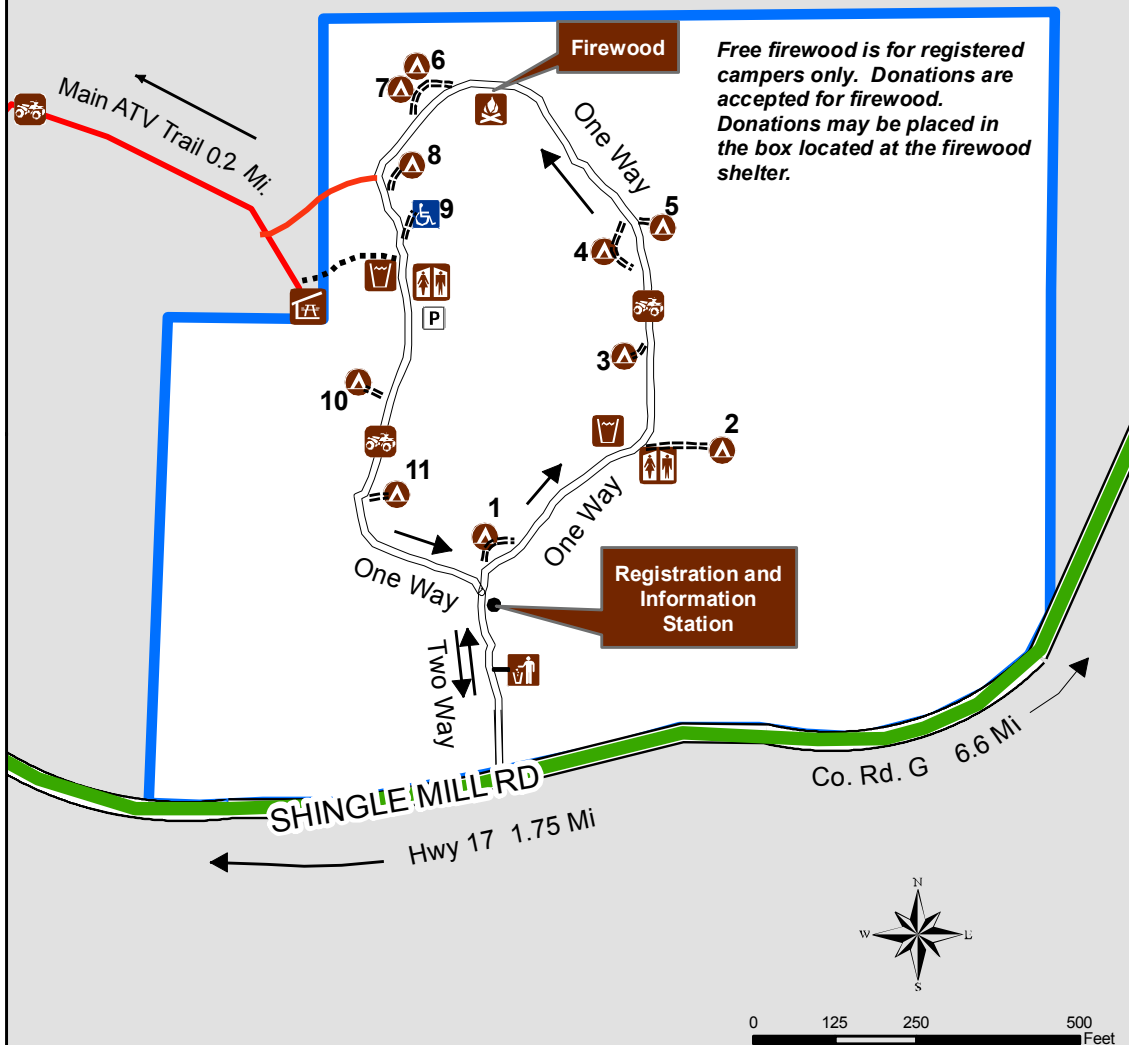 Firewood
Free firewood is for registered
campers only.  Donations are
accepted for firewood.
Donations may be placed in
the box located at the firewood
shelter.
Main ATV Trail 0.2 Mi.
6
7
8
9
One Way
5
4
P
3
10
2
11
1
One Way
One Way
Registration and
Information
Station
Two Way
SHINGLE MILL RD
Co. Rd. G 6.6 Mi
Hwy 17 1.75 Mi
N
W
E
S
0 125 250 500
Feet